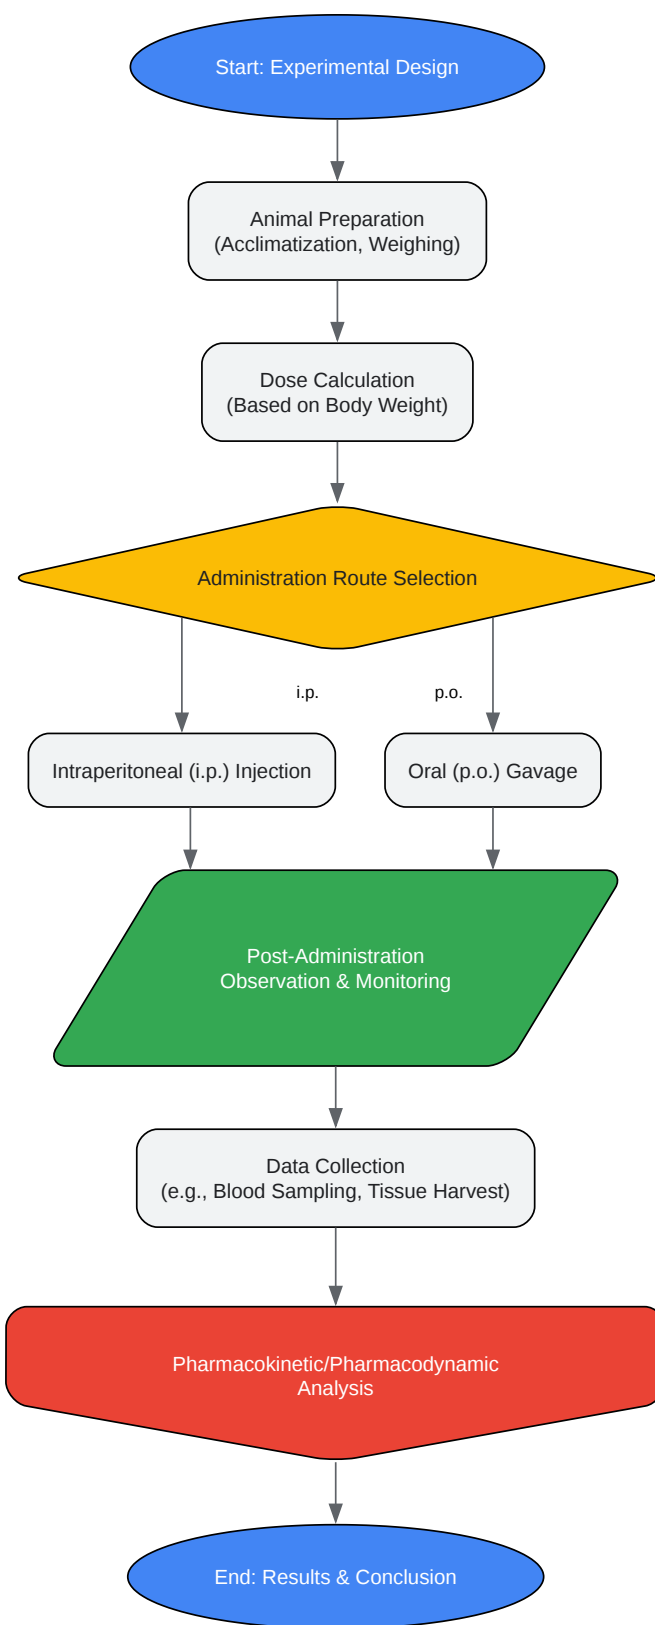 Start: Experimental Design
Animal Preparation
(Acclimatization, Weighing)
Dose Calculation
(Based on Body Weight)
Administration Route Selection
i.p.
p.o.
Intraperitoneal (i.p.) Injection
Oral (p.o.) Gavage
Post-Administration
Observation & Monitoring
Data Collection
(e.g., Blood Sampling, Tissue Harvest)
Pharmacokinetic/Pharmacodynamic
Analysis
End: Results & Conclusion